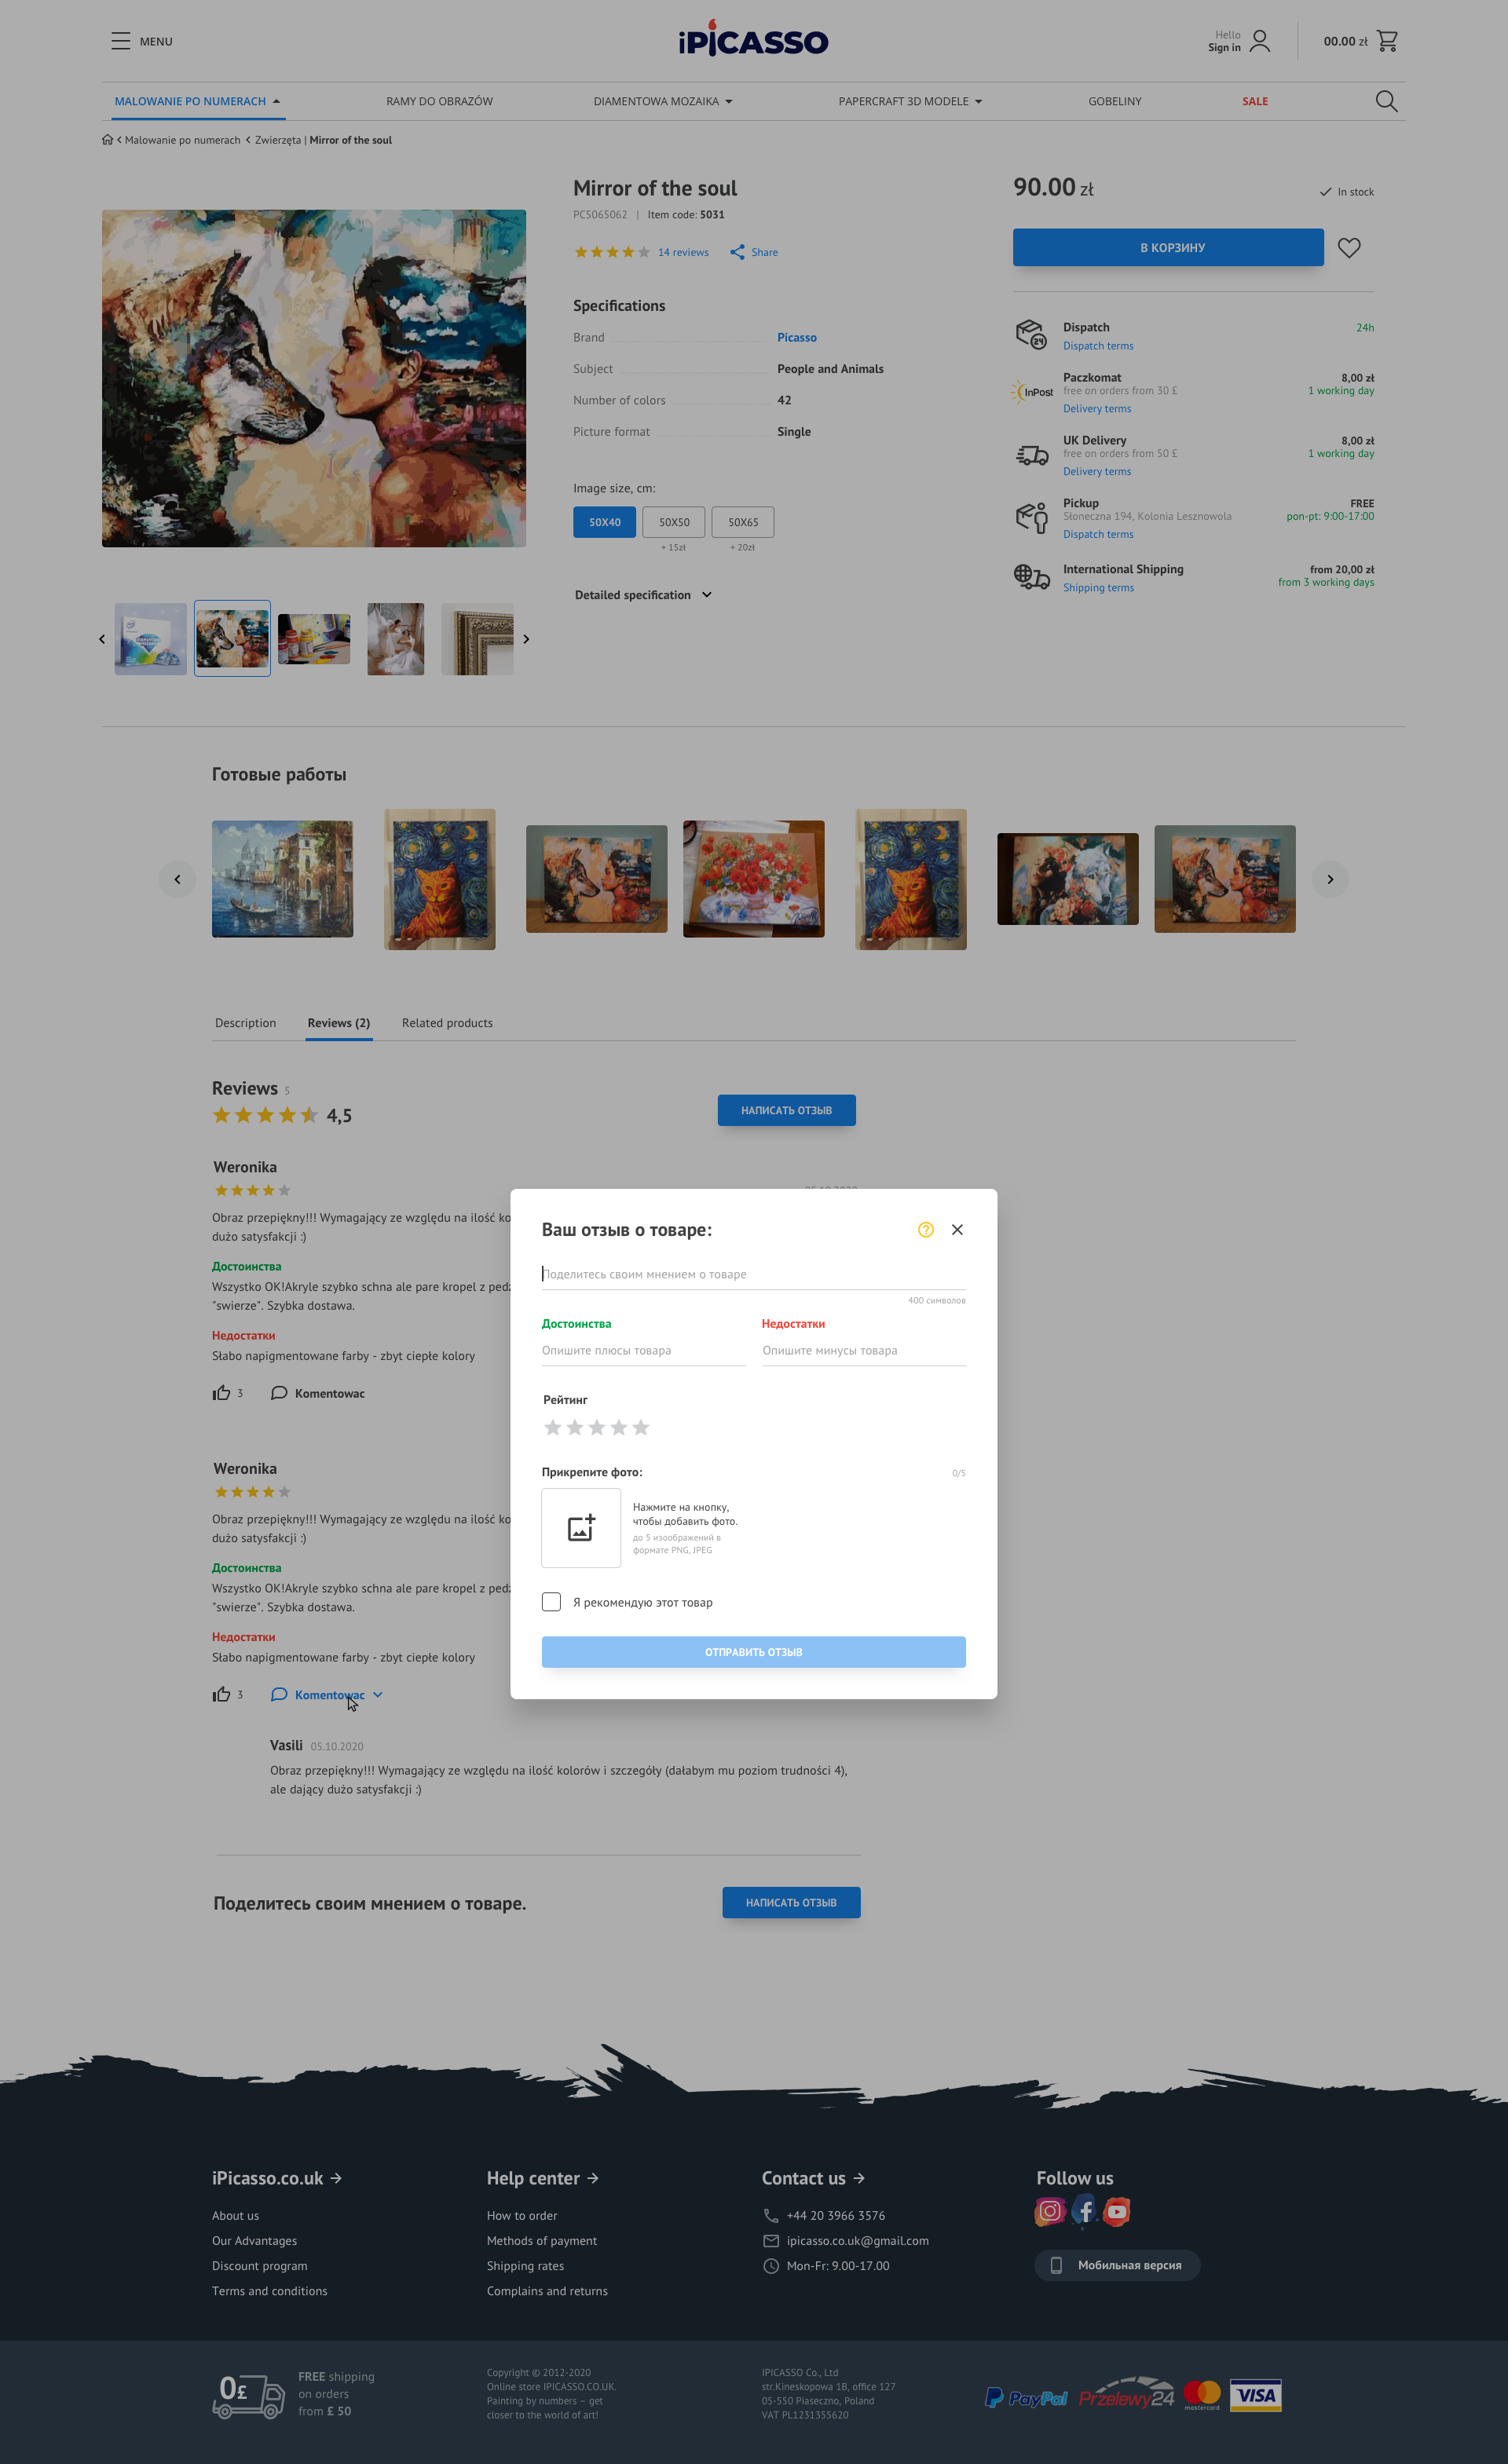 MENU
iPICASSO
Hello
Sign in
00.00 zł
MALOWANIE PO NUMERACH
RAMY DO OBRAZÓW
DIAMENTOWA MOZAIKA
PAPERCRAFT 3D MODELE
GOBELINY
SALE
Malowanie po numerach
Zwierzęta | Mirror of the soul
Mirror of the soul
PC5065062 | Item code: 5031
14 reviews
Share
Specifications
Brand Picasso
Subject People and Animals
Number of colors 42
Picture format Single
Image size, cm:
50X40
50X50
50X65
+ 15zł
+ 20zł
Detailed specification
90.00 zł
In stock
В КОРЗИНУ
24
Dispatch 24h
Dispatch terms
InPost
Paczkomat 8,00 zł
free on orders from 30 £ 1 working day
Delivery terms
UK Delivery 8,00 zł
free on orders from 50 £ 1 working day
Delivery terms
Pickup FREE
Słoneczna 194, Kolonia Lesznowola pon-pt: 9:00-17:00
Dispatch terms
International Shipping from 20,00 zł
Shipping terms from 3 working days
Готовые работы
Description
Reviews (2)
Related products
Reviews 5
4,5
НАПИСАТЬ ОТЗЫВ
Weronika
Obraz przepiękny!!! Wymagający ze względu na ilość
dużo satysfakcji :)
Достоинства
Wszystko OK!Akryle szybko schna ale pare kropel z
"swierze". Szybka dostawa.
Недостатки
Słabo napigmentowane farby - zbyt ciepłe kolory
3
Komentowac
Weronika
Obraz przepiękny!!! Wymagający ze względu na ilość
dużo satysfakcji :)
Достоинства
Wszystko OK!Akryle szybko schna ale pare kropel z
"swierze". Szybka dostawa.
Недостатки
Słabo napigmentowane farby - zbyt ciepłe kolory
3
Komentowac
Vasili 05.10.2020
Obraz przepiękny!!! Wymagający ze względu na ilość kolorów i szczegóły (dałabym mu poziom trudności 4),
ale dający dużo satysfakcji :)
Ваш отзыв о товаре:
Поделитесь своим мнением о товаре
400 символов
Достоинства
Недостатки
Опишите плюсы товара
Опишите минусы товара
Рейтинг
Прикрепите фото:
0/5
Нажмите на кнопку,
чтобы добавить фото.
до 5 изоображений в
формате PNG, JPEG
Я рекомендую этот товар
ОТПРАВИТЬ ОТЗЫВ
Поделитесь своим мнением о товаре.
НАПИСАТЬ ОТЗЫВ
iPicasso.co.uk
About us
Our Advantages
Discount program
Terms and conditions
Help center
How to order
Methods of payment
Shipping rates
Complains and returns
Contact us
+44 20 3966 3576
ipicasso.co.uk@gmail.com
Mon-Fr: 9.00-17.00
Follow us
Мобильная версия
0£
FREE shipping
on orders
from £ 50
Copyright © 2012-2020
Online store IPICASSO.CO.UK.
Painting by numbers – get
closer to the world of art!
IPICASSO Co., Ltd
str.Kineskopowa 1B, office 127
05-550 Piaseczno, Poland
VAT PL1231355620
PayPal
Przelewy24
mastercard
VISA